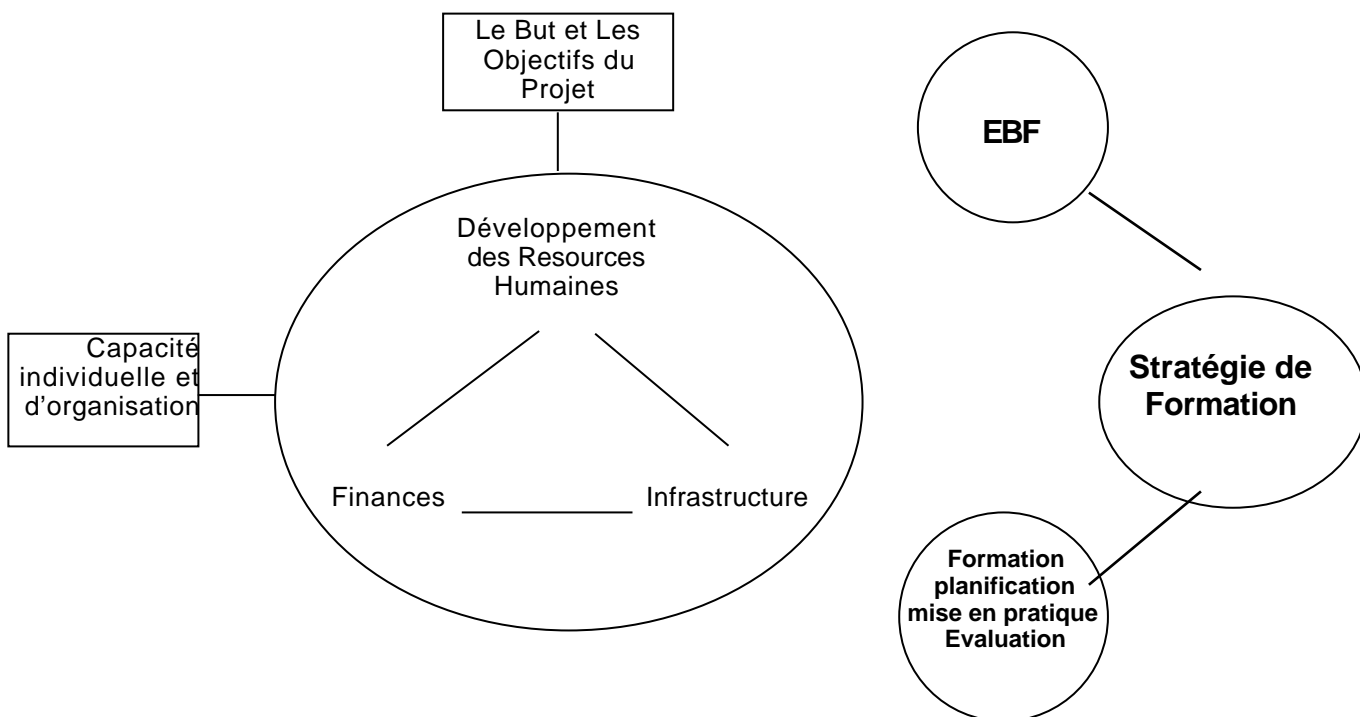 Le But et Les
Objectifs du
Projet
EBF
Développement
des Resources
Humaines
Capacité
individuelle et
d'organisation
Stratégie de
Formation
Finances
Infrastructure
Formation
planification
mise en pratique
Evaluation